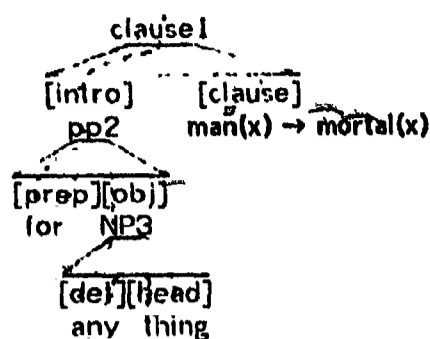 clause1
[intro] [clause]
pp2 man(x) → mortal(x)
[prep][obj]
for NP3
[det][head]
any thing